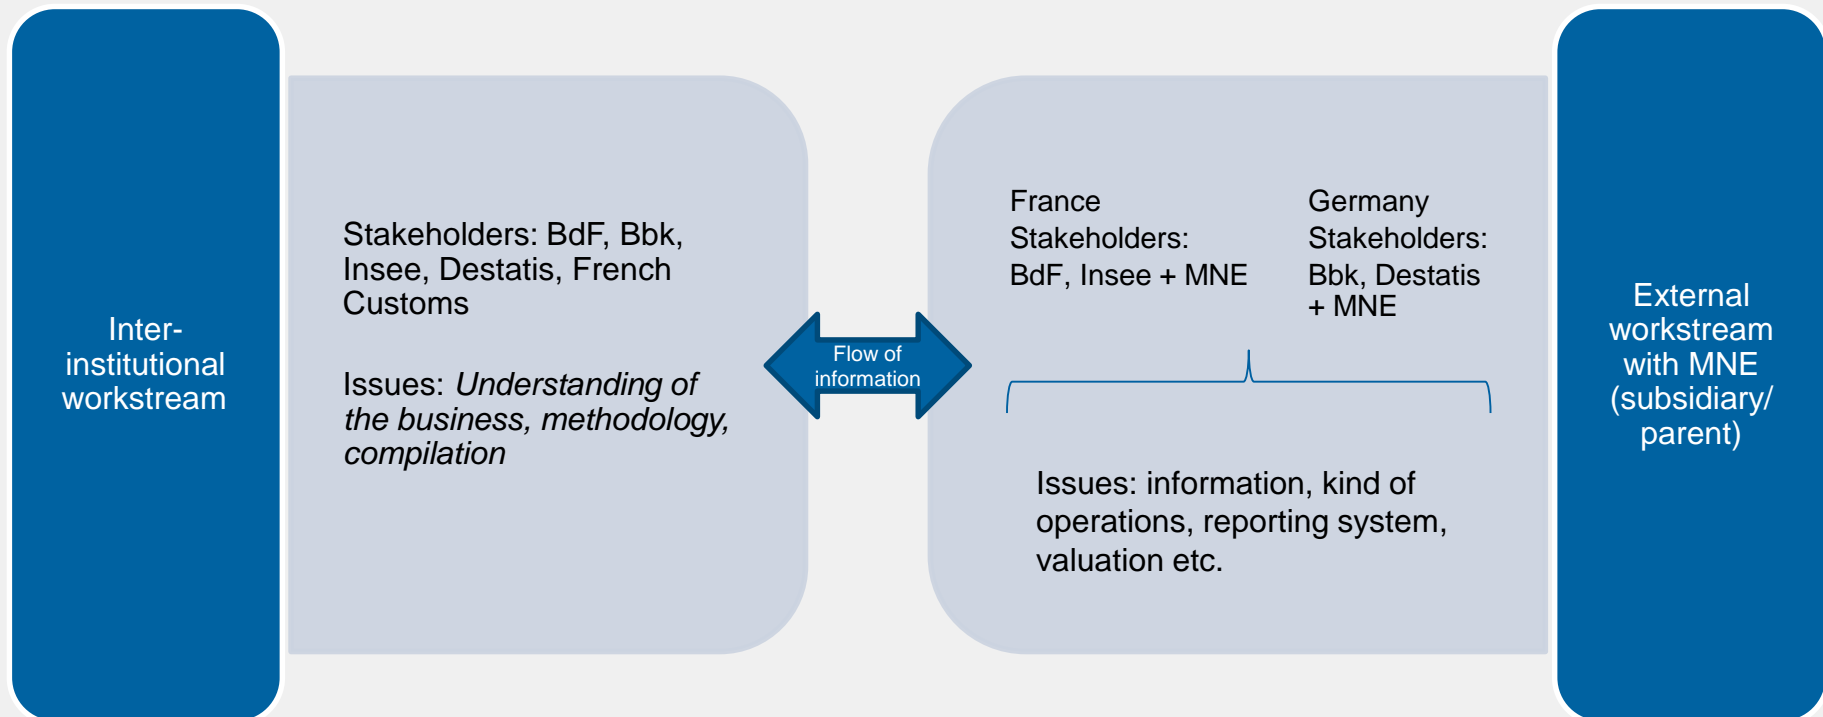 Inter-
institutional
workstream
Stakeholders: BdF, Bbk,
Insee, Destatis, French
Customs
Issues: Understanding of
the business, methodology,
compilation
Flow of
information
France
Stakeholders:
BdF, Insee + MNE
Germany
Stakeholders:
Bbk, Destatis
+ MNE
Issues: information, kind of
operations, reporting system,
valuation etc.
External
workstream
with MNE
(subsidiary/
parent)